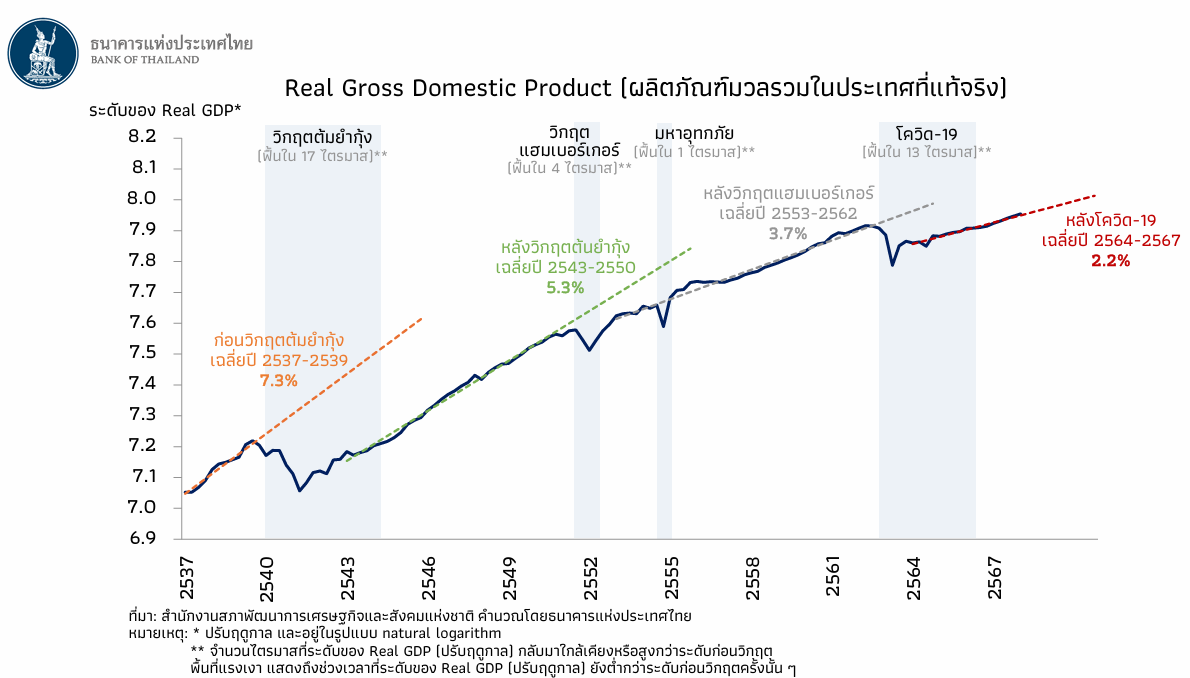 ธนาคารแห่งประเทศไทย
BANK OF THAILAND
Real Gross Domestic Product (ผลิตภัณฑ์มวลรวมในประเทศที่แท้จริง)
ระดับของ Real GDP*
8.2
8.1
8.0
7.9
7.8
7.7
7.6
7.5
7.4
7.3
7.2
7.1
7.0
6.9
วิกฤตต้มยำกุ้ง
(ฟื้นใน 17 ไตรมาส)**
วิกฤต
แฮมเบอร์เกอร์
(ฟื้นใน 4 ไตรมาส)**
มหาอุทกภัย
(ฟื้นใน 1 ไตรมาส)**
โควิด-19
(ฟื้นใน 13 ไตรมาส)**
ก่อนวิกฤตต้มยำกุ้ง
เฉลี่ยปี 2537-2539
7.3%
หลังวิกฤตต้มยำกุ้ง
เฉลี่ยปี 2543-2550
5.3%
หลังวิกฤตแฮมเบอร์เกอร์
เฉลี่ยปี 2553-2562
3.7%
หลังโควิด-19
เฉลี่ยปี 2564-2567
2.2%
2537
2540
2543
2546
2549
2552
2555
2558
2561
2564
2567
ที่มา: สำนักงานสภาพัฒนาการเศรษฐกิจและสังคมแห่งชาติ คำนวณโดยธนาคารแห่งประเทศไทย
หมายเหตุ: * ปรับฤดูกาล และอยู่ในรูปแบบ natural logarithm
** จำนวนไตรมาสที่ระดับของ Real GDP (ปรับฤดูกาล) กลับมาใกล้เคียงหรือสูงกว่าระดับก่อนวิกฤต
พื้นที่แรงเงา แสดงถึงช่วงเวลาที่ระดับของ Real GDP (ปรับฤดูกาล) ยังต่ำกว่าระดับก่อนวิกฤตครั้งนั้น ๆ